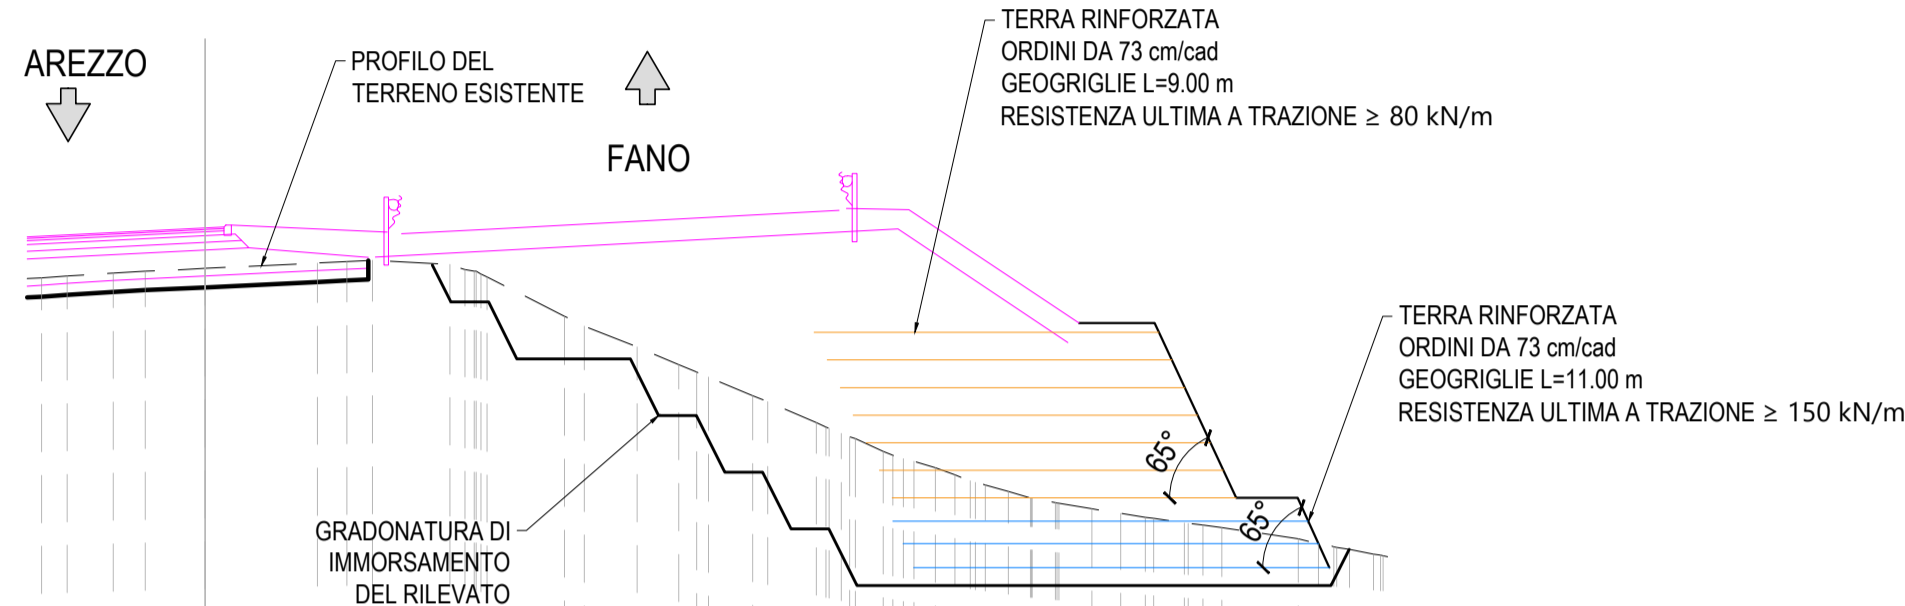 AREZZO
PROFILO DEL
TERRENO ESISTENTE
FANO
TERRA RINFORZATA
ORDINI DA 73 cm/cad
GEOGRIGLIE L=9.00 m
RESISTENZA ULTIMA A TRAZIONE ≥ 80 kN/m
TERRA RINFORZATA
ORDINI DA 73 cm/cad
GEOGRIGLIE L=11.00 m
RESISTENZA ULTIMA A TRAZIONE ≥ 150 kN/m
65°
65°
GRADONATURA DI
IMMORSAMENTO
DEL RILEVATO